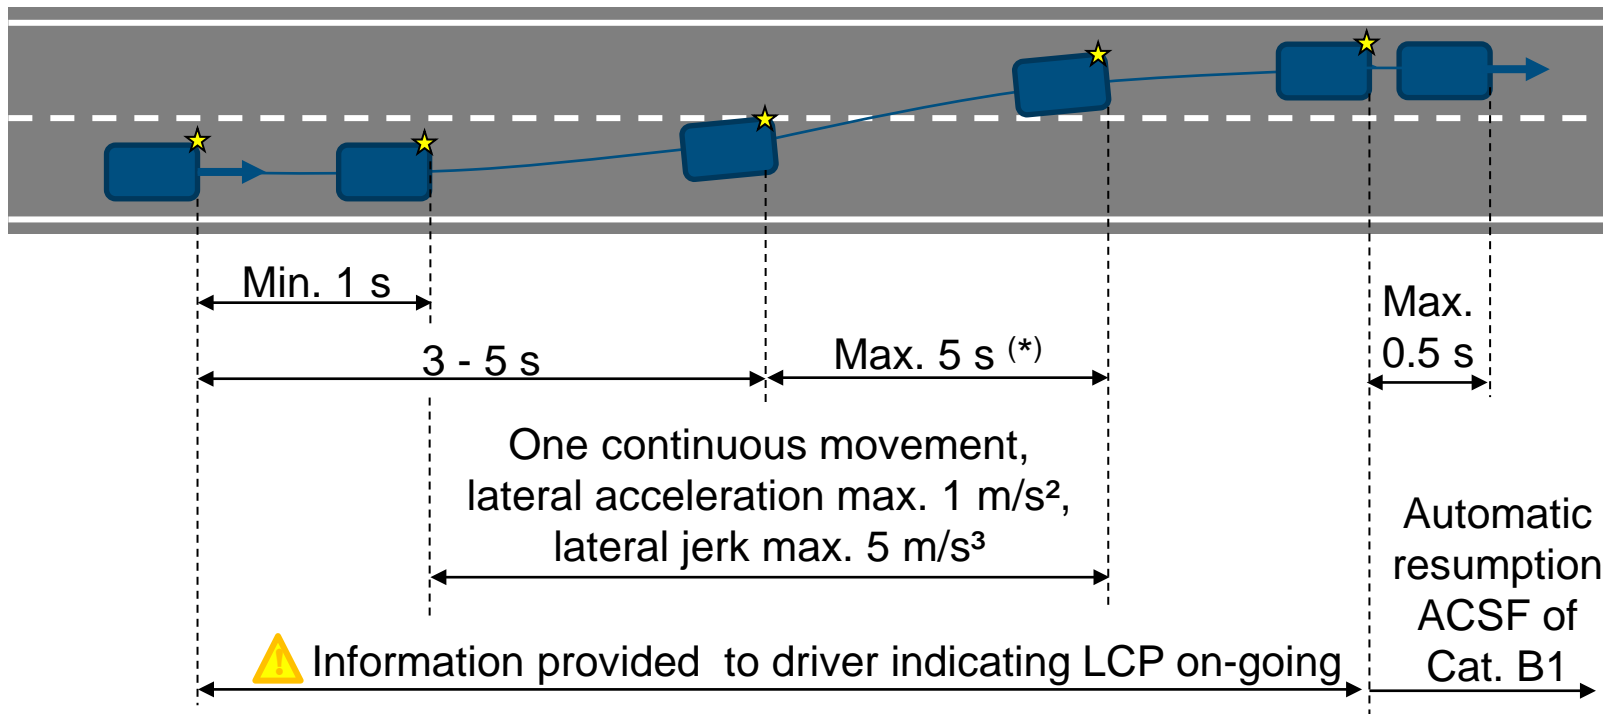 Min. 1 s
Max.
0.5 s
3 - 5 s
Max. 5 s (*)
One continuous movement,
lateral acceleration max. 1 m/s²,
lateral jerk max. 5 m/s³
Automatic
resumption
ACSF of
Cat. B1
! Information provided to driver indicating LCP on-going